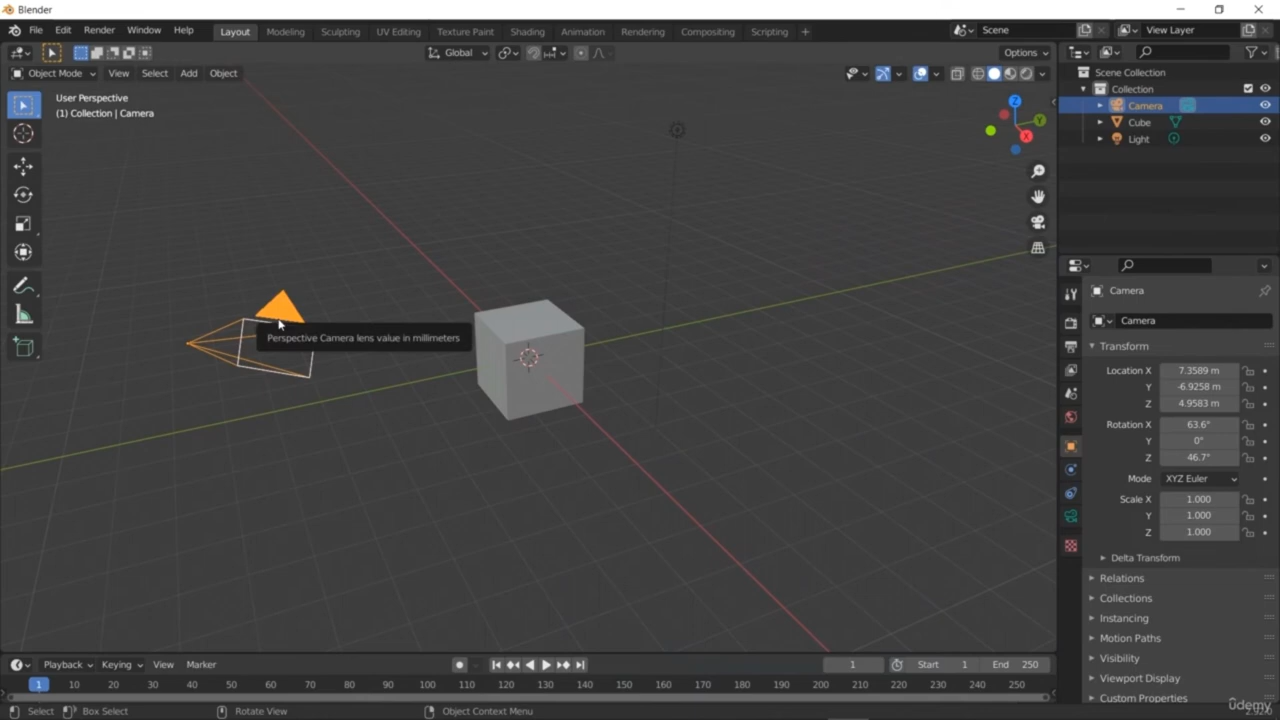 Blender
File Edit Render Window Help
Layout Modeling Sculpting UV Editing Texture Paint Shading Animation Rendering Compositing Scripting +
Scene
View Layer
Global
Options
Object Mode View Select Add Object
User Perspective
(1) Collection | Camera
Z
Y
X
Perspective Camera lens value in millimeters
Scene Collection
Collection
Camera
Cube
Light
Camera
Camera
Transform
Location X 7.3589 m
Y -6.9258 m
Z 4.9583 m
Rotation X 63.6°
Y 0°
Z 46.7°
Mode XYZ Euler
Scale X 1.000
Y 1.000
Z 1.000
Delta Transform
Relations
Collections
Instancing
Motion Paths
Visibility
Viewport Display
Custom Properties
Playback Keying View Marker
1 Start 1 End 250
1 10 20 30 40 50 60 70 80 90 100 110 120 130 140 150 160 170 180 190 200 210 220 230 240 250
Select Box Select Rotate View Object Context Menu
ûdemy
2.92.0